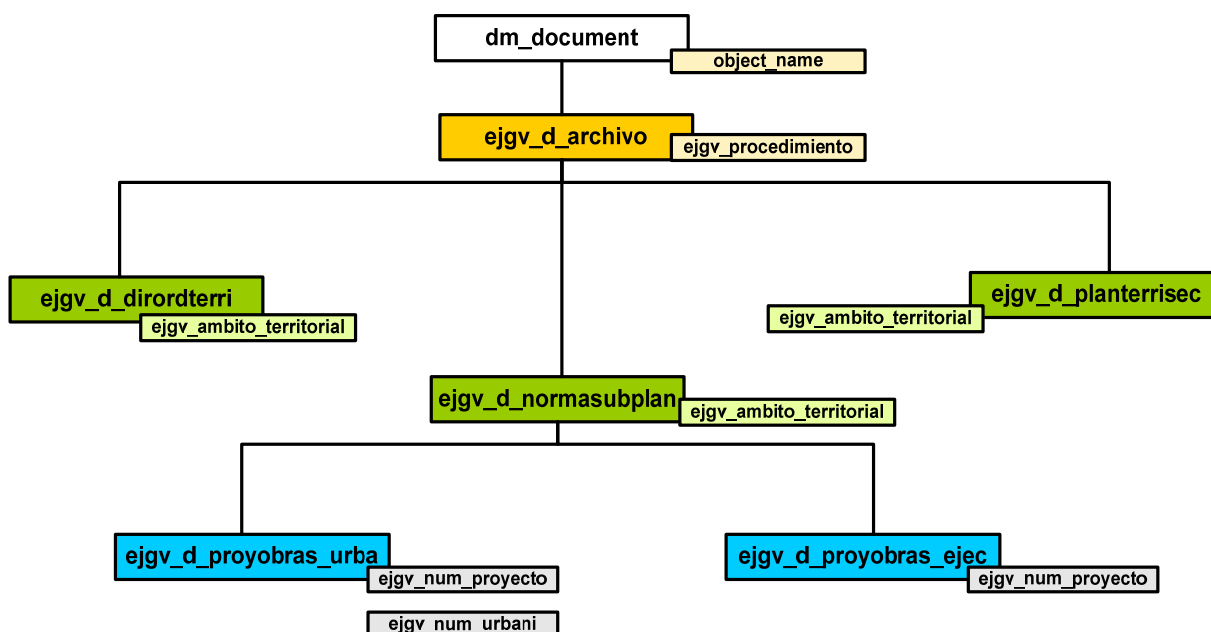 dm_document
object_name
ejgv_d_archivo
ejgv_procedimiento
ejgv_d_dirordterri
ejgv_ambito_territorial
ejgv_d_planterrisec
ejgv_ambito_territorial
ejgv_d_normasubplan
ejgv_ambito_territorial
ejgv_d_proyobras_urba
ejgv_num_proyecto
ejgv_num_urbani
ejgv_d_proyobras_ejec
ejgv_num_proyecto